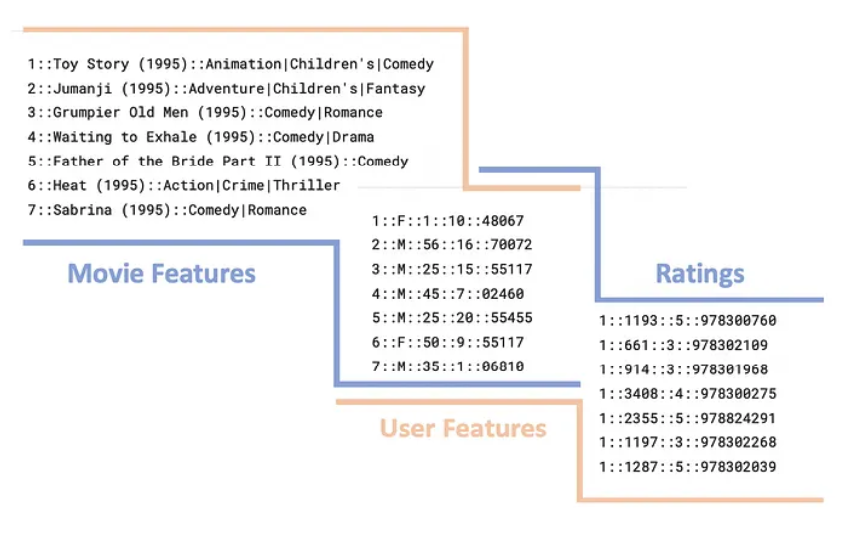 1::Toy Story (1995)::Animation|Children's|Comedy
2::Jumanji (1995)::Adventure|Children's|Fantasy
3::Grumpier Old Men (1995)::Comedy|Romance
4::Waiting to Exhale (1995)::Comedy|Drama
5::Father of the Bride Part II (1995)::Comedy
6::Heat (1995)::Action|Crime|Thriller
7::Sabrina (1995)::Comedy|Romance
Movie Features
1::F::1::10::48067
2::M::56::16::70072
3::M::25::15::55117
4::M::45::7::02460
5::M::25::20::55455
6::F::50::9::55117
7::M::35::1::06810
User Features
Ratings
1::1193::5::978300760
1::661::3::978302109
1::914::3::978301968
1::3408::4::978300275
1::2355::5::978824291
1::1197::3::978302268
1::1287::5::978302039